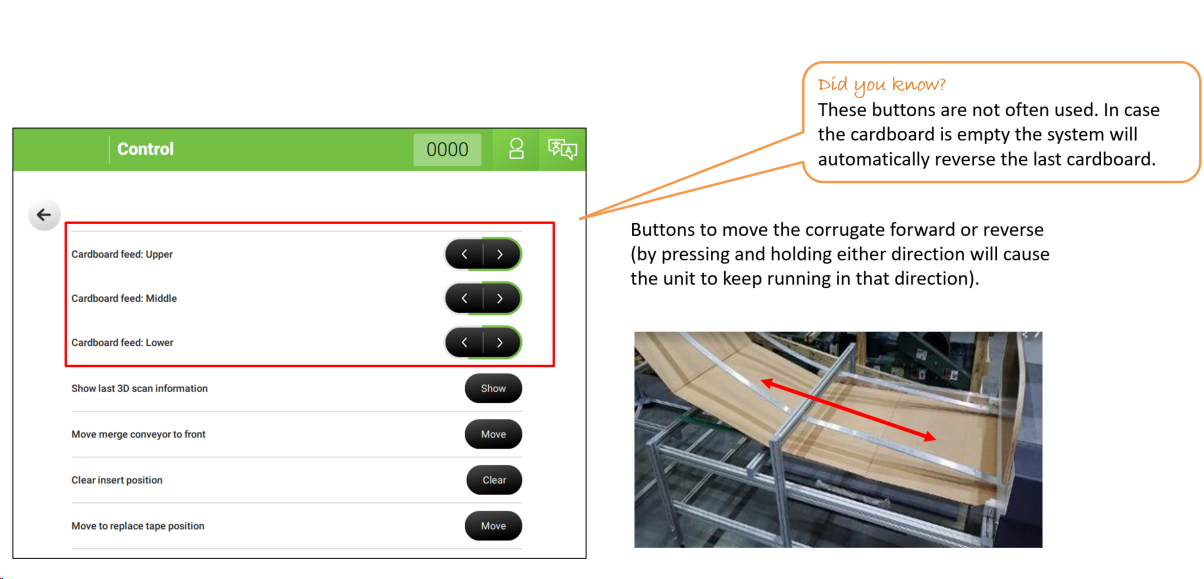 Did you know?
These buttons are not often used. In case
the cardboard is empty the system will
automatically reverse the last cardboard.
Control
0000
Buttons to move the corrugate forward or reverse
(by pressing and holding either direction will cause
the unit to keep running in that direction).
Cardboard feed: Upper
Cardboard feed: Middle
Cardboard feed: Lower
Show last 3D scan information
Show
Move merge conveyor to front
Move
Clear insert position
Clear
Move to replace tape position
Move